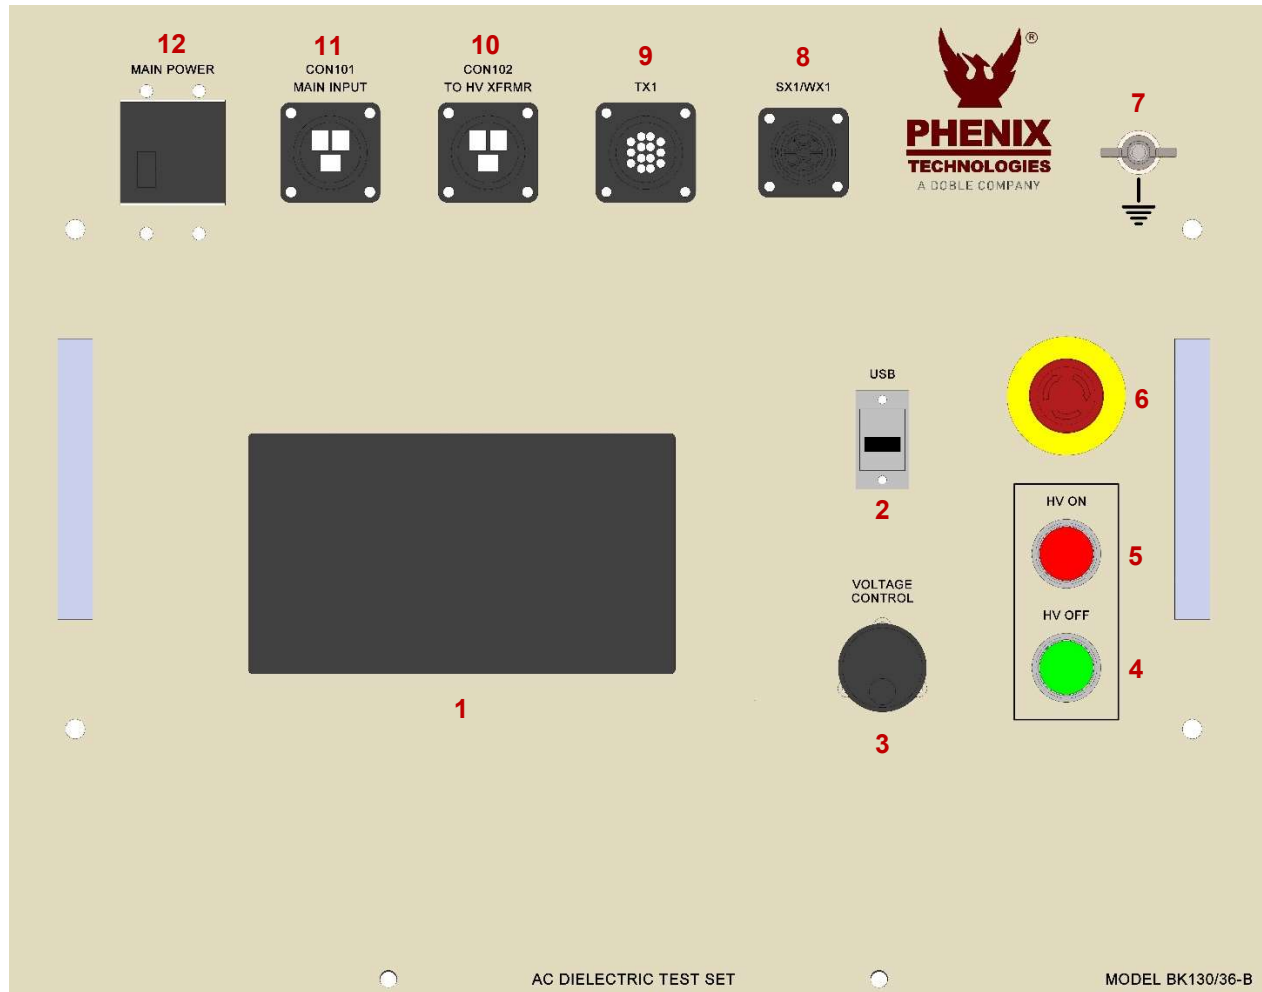 12
MAIN POWER
11
CON101
MAIN INPUT
10
CON102
TO HV XFRMR
9
TX1
8
SX1/WX1
®
PHENIX
TECHNOLOGIES
A DOBLE COMPANY
7
USB
2
6
HV ON
5
VOLTAGE
CONTROL
3
HV OFF
4
1
AC DIELECTRIC TEST SET
MODEL BK130/36-B